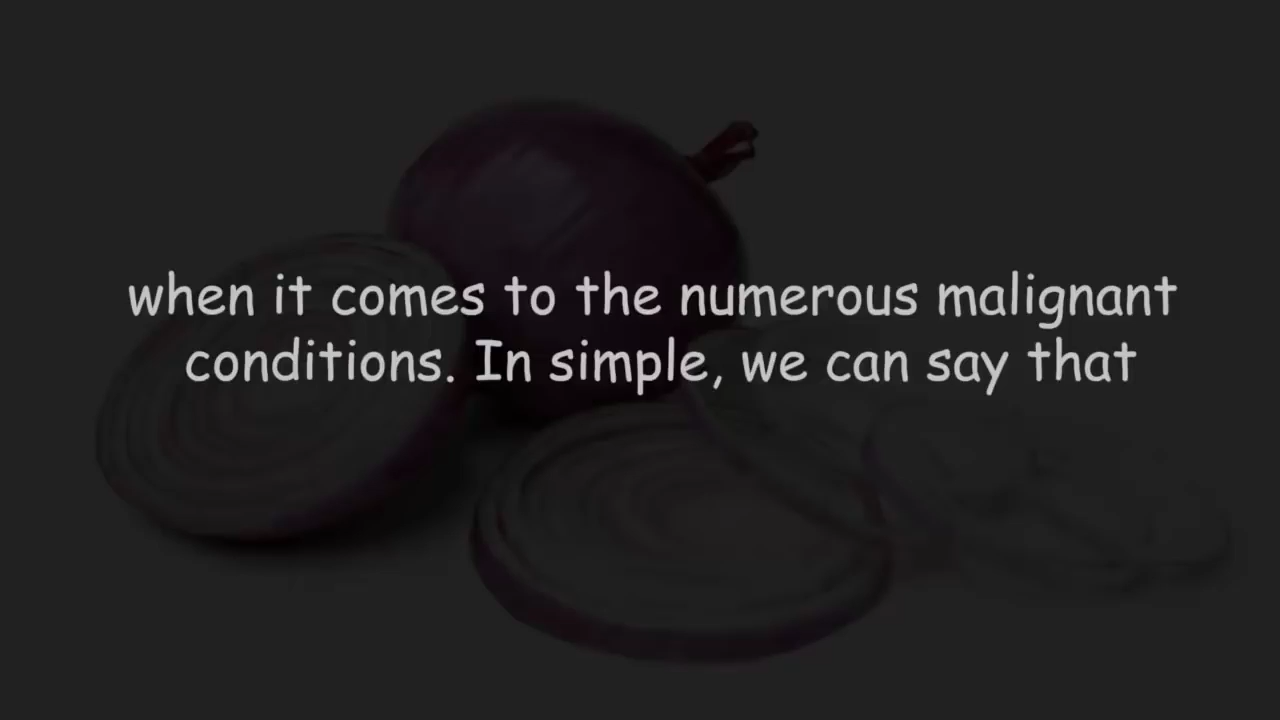 when it comes to the numerous malignant
conditions. In simple, we can say that